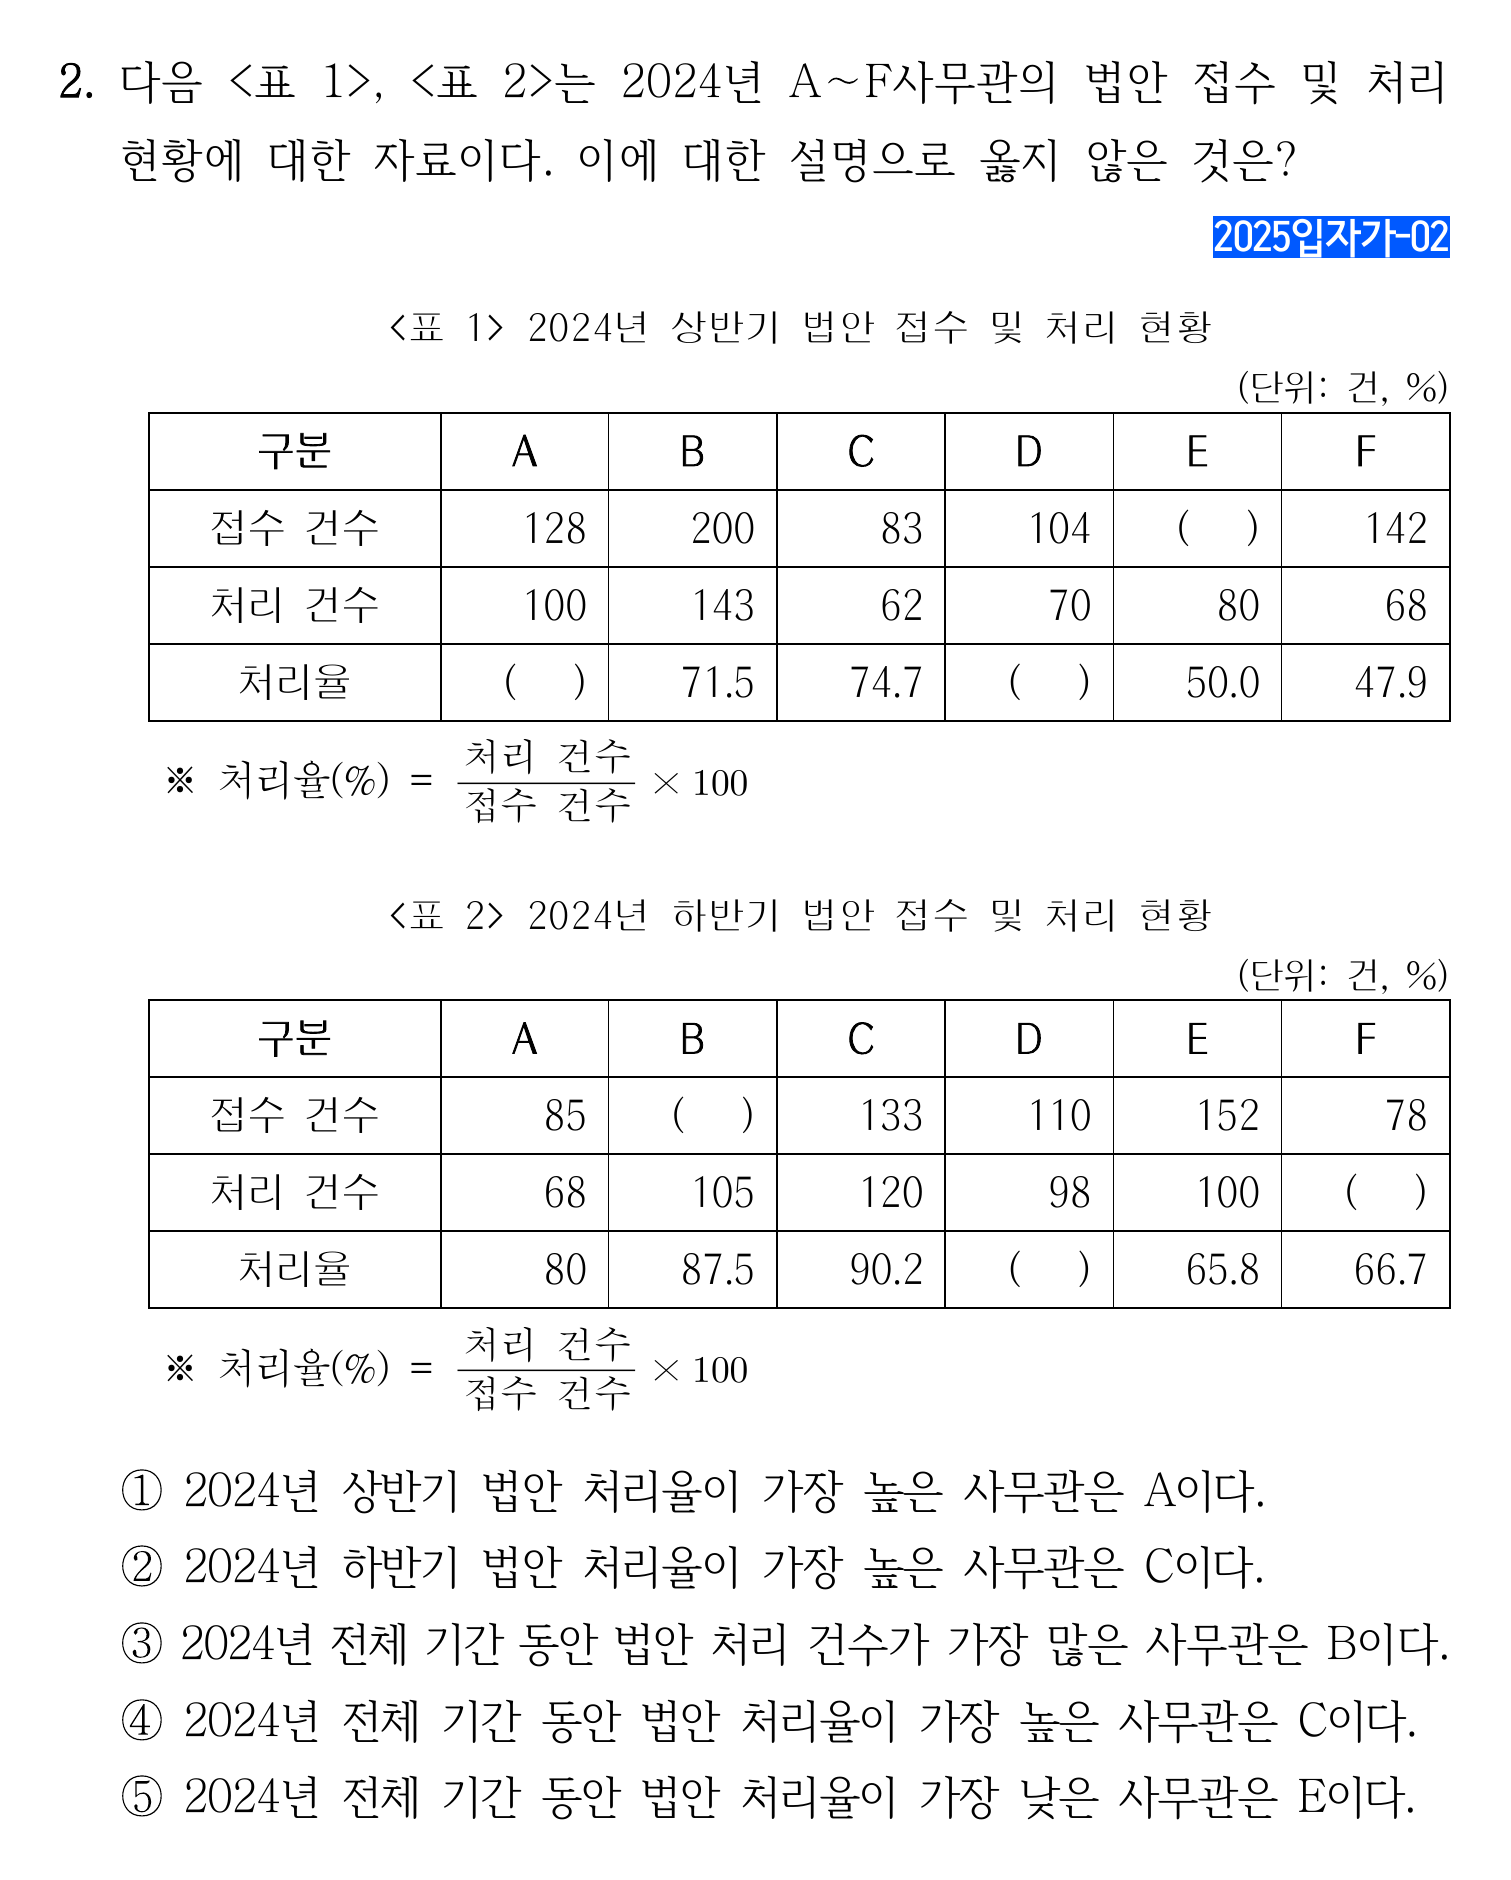 2. 다음 <표 1>, <표 2>는 2024년 A~F사무관의 법안 접수 및 처리
현황에 대한 자료이다. 이에 대한 설명으로 옳지 않은 것은?
2025입자가-02
<표 1> 2024년 상반기 법안 접수 및 처리 현황
(단위: 건, %)
구분 A B C D E F
접수 건수 128 200 83 104 ( ) 142
처리 건수 100 143 62 70 80 68
처리율 ( ) 71.5 74.7 ( ) 50.0 47.9
※ 처리율(%) = 처리 건수 / 접수 건수 × 100
<표 2> 2024년 하반기 법안 접수 및 처리 현황
(단위: 건, %)
구분 A B C D E F
접수 건수 85 ( ) 133 110 152 78
처리 건수 68 105 120 98 100 ( )
처리율 80 87.5 90.2 ( ) 65.8 66.7
※ 처리율(%) = 처리 건수 / 접수 건수 × 100
① 2024년 상반기 법안 처리율이 가장 높은 사무관은 A이다.
② 2024년 하반기 법안 처리율이 가장 높은 사무관은 C이다.
③ 2024년 전체 기간 동안 법안 처리 건수가 가장 많은 사무관은 B이다.
④ 2024년 전체 기간 동안 법안 처리율이 가장 높은 사무관은 C이다.
⑤ 2024년 전체 기간 동안 법안 처리율이 가장 낮은 사무관은 E이다.